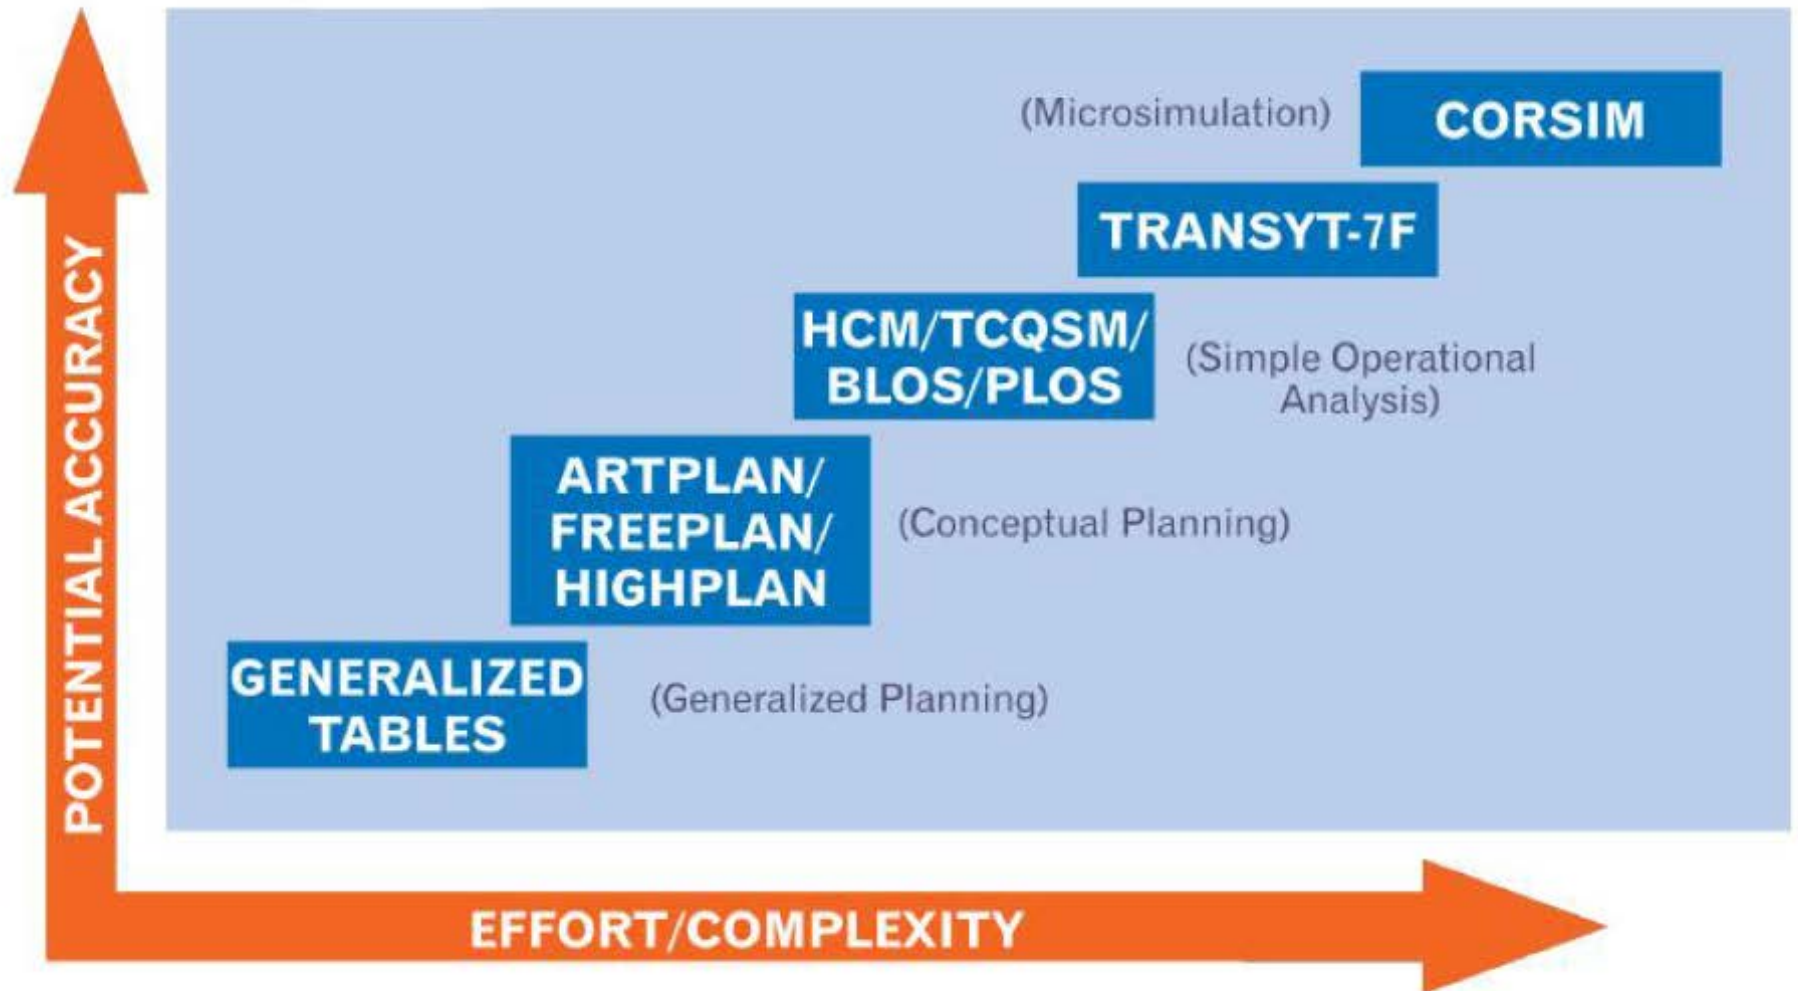 POTENTIAL ACCURACY
(Microsimulation)
CORSIM
TRANSYT-7F
HCM/TCQSM/
BLOS/PLOS
(Simple Operational
Analysis)
ARTPLAN/
FREEPLAN/
HIGHPLAN
(Conceptual Planning)
GENERALIZED
TABLES
(Generalized Planning)
EFFORT/COMPLEXITY